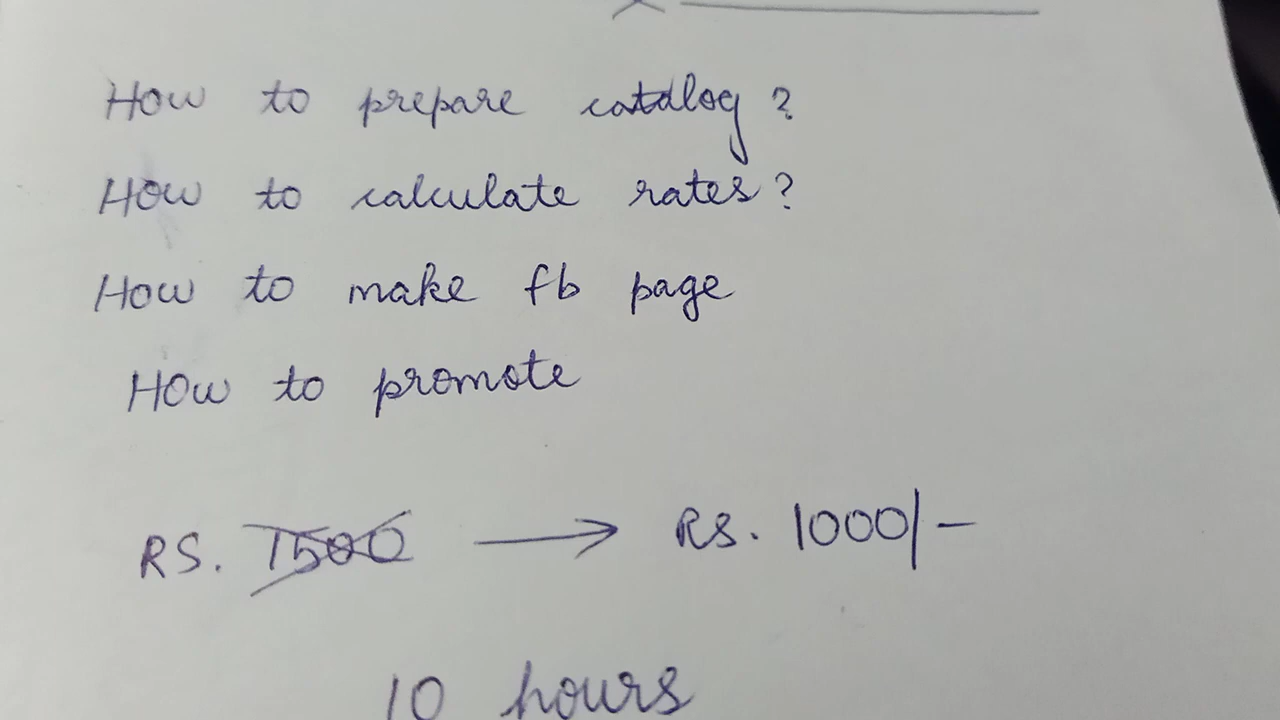 How to prepare catalog ?
How to calculate rates ?
How to make fb page
How to promote
RS. 1500 → RS. 1000/-
10 hours